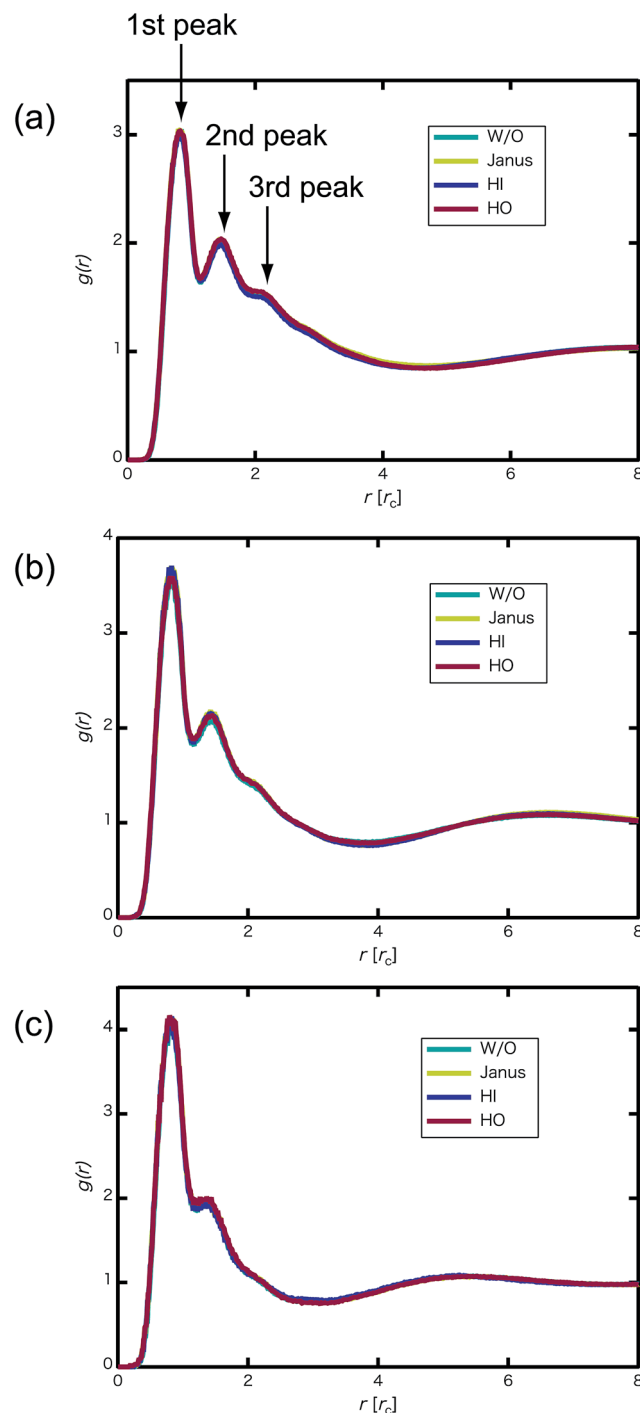 1st peak
(a)
2nd peak
3rd peak
W/O
Janus
HI
HO
3
2
1
0
g(r)
0 2 4 6 8
r [rc]
(b)
W/O
Janus
HI
HO
4
3
2
1
0
g(r)
0 2 4 6 8
r [rc]
(c)
W/O
Janus
HI
HO
4
3
2
1
0
g(r)
0 2 4 6 8
r [rc]